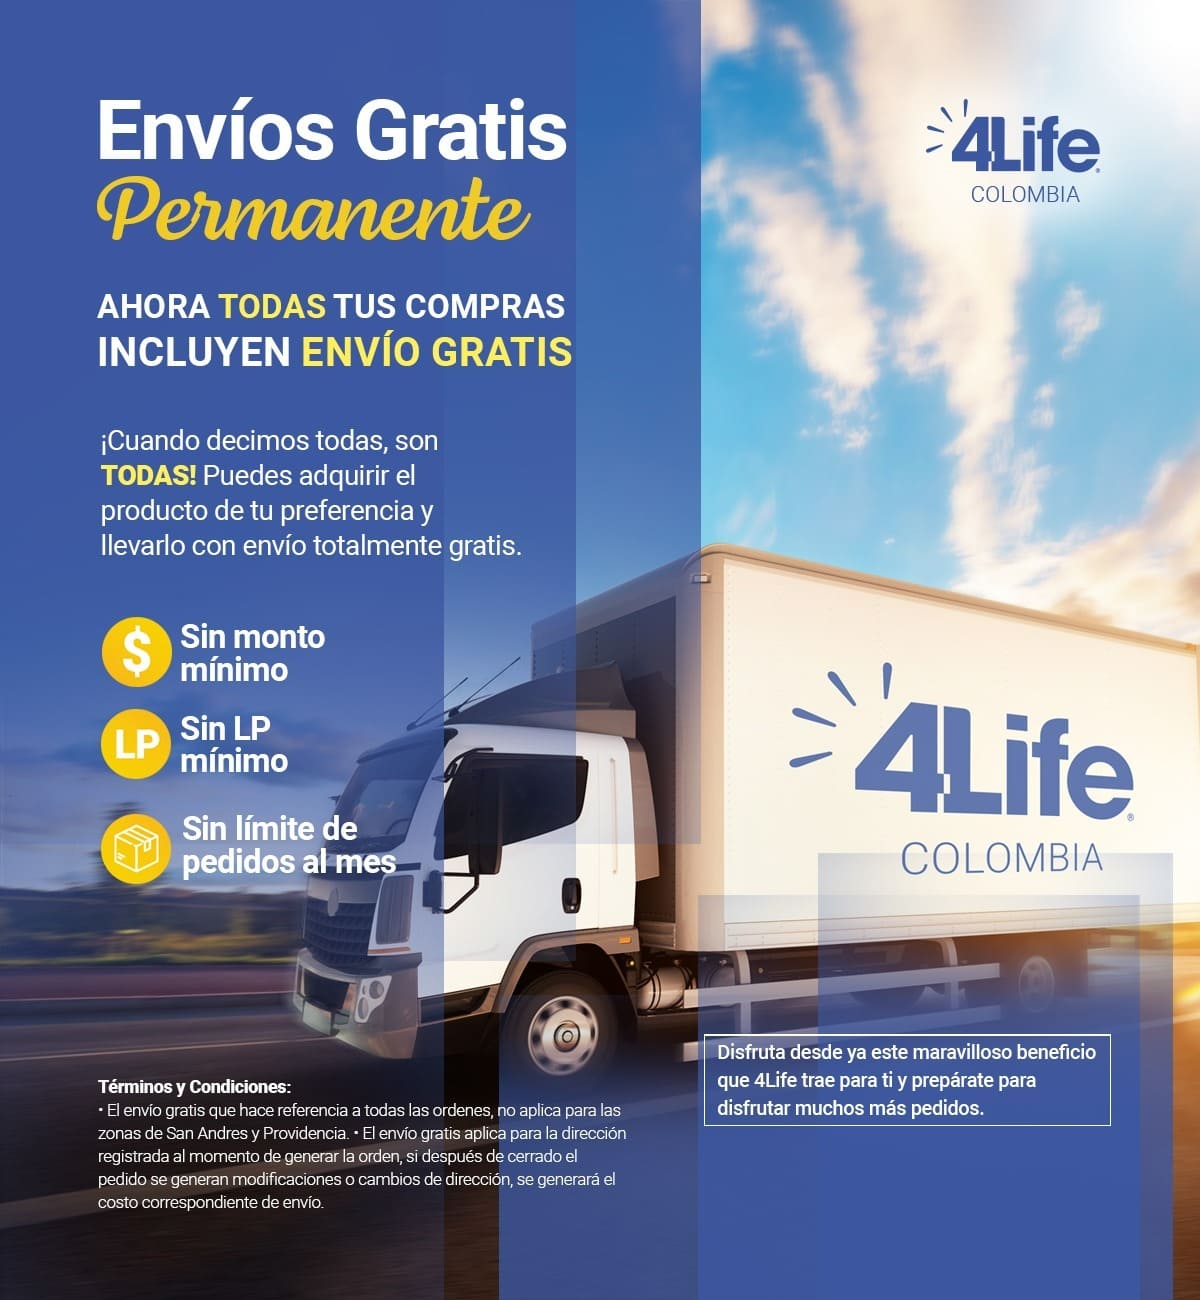 Envíos Gratis
Permanente
4Life
COLOMBIA
AHORA TODAS TUS COMPRAS
INCLUYEN ENVÍO GRATIS
¡Cuando decimos todas, son
TODAS! Puedes adquirir el
producto de tu preferencia y
llevarlo con envío totalmente gratis.
$ Sin monto
mínimo
LP Sin LP
mínimo
Sin límite de
pedidos al mes
4Life®
COLOMBIA
Disfruta desde ya este maravilloso beneficio
que 4Life trae para ti y prepárate para
disfrutar muchos más pedidos.
Términos y Condiciones:
• El envío gratis que hace referencia a todas las ordenes, no aplica para las
zonas de San Andres y Providencia. • El envío gratis aplica para la dirección
registrada al momento de generar la orden, si después de cerrado el
pedido se generan modificaciones o cambios de dirección, se generará el
costo correspondiente de envío.